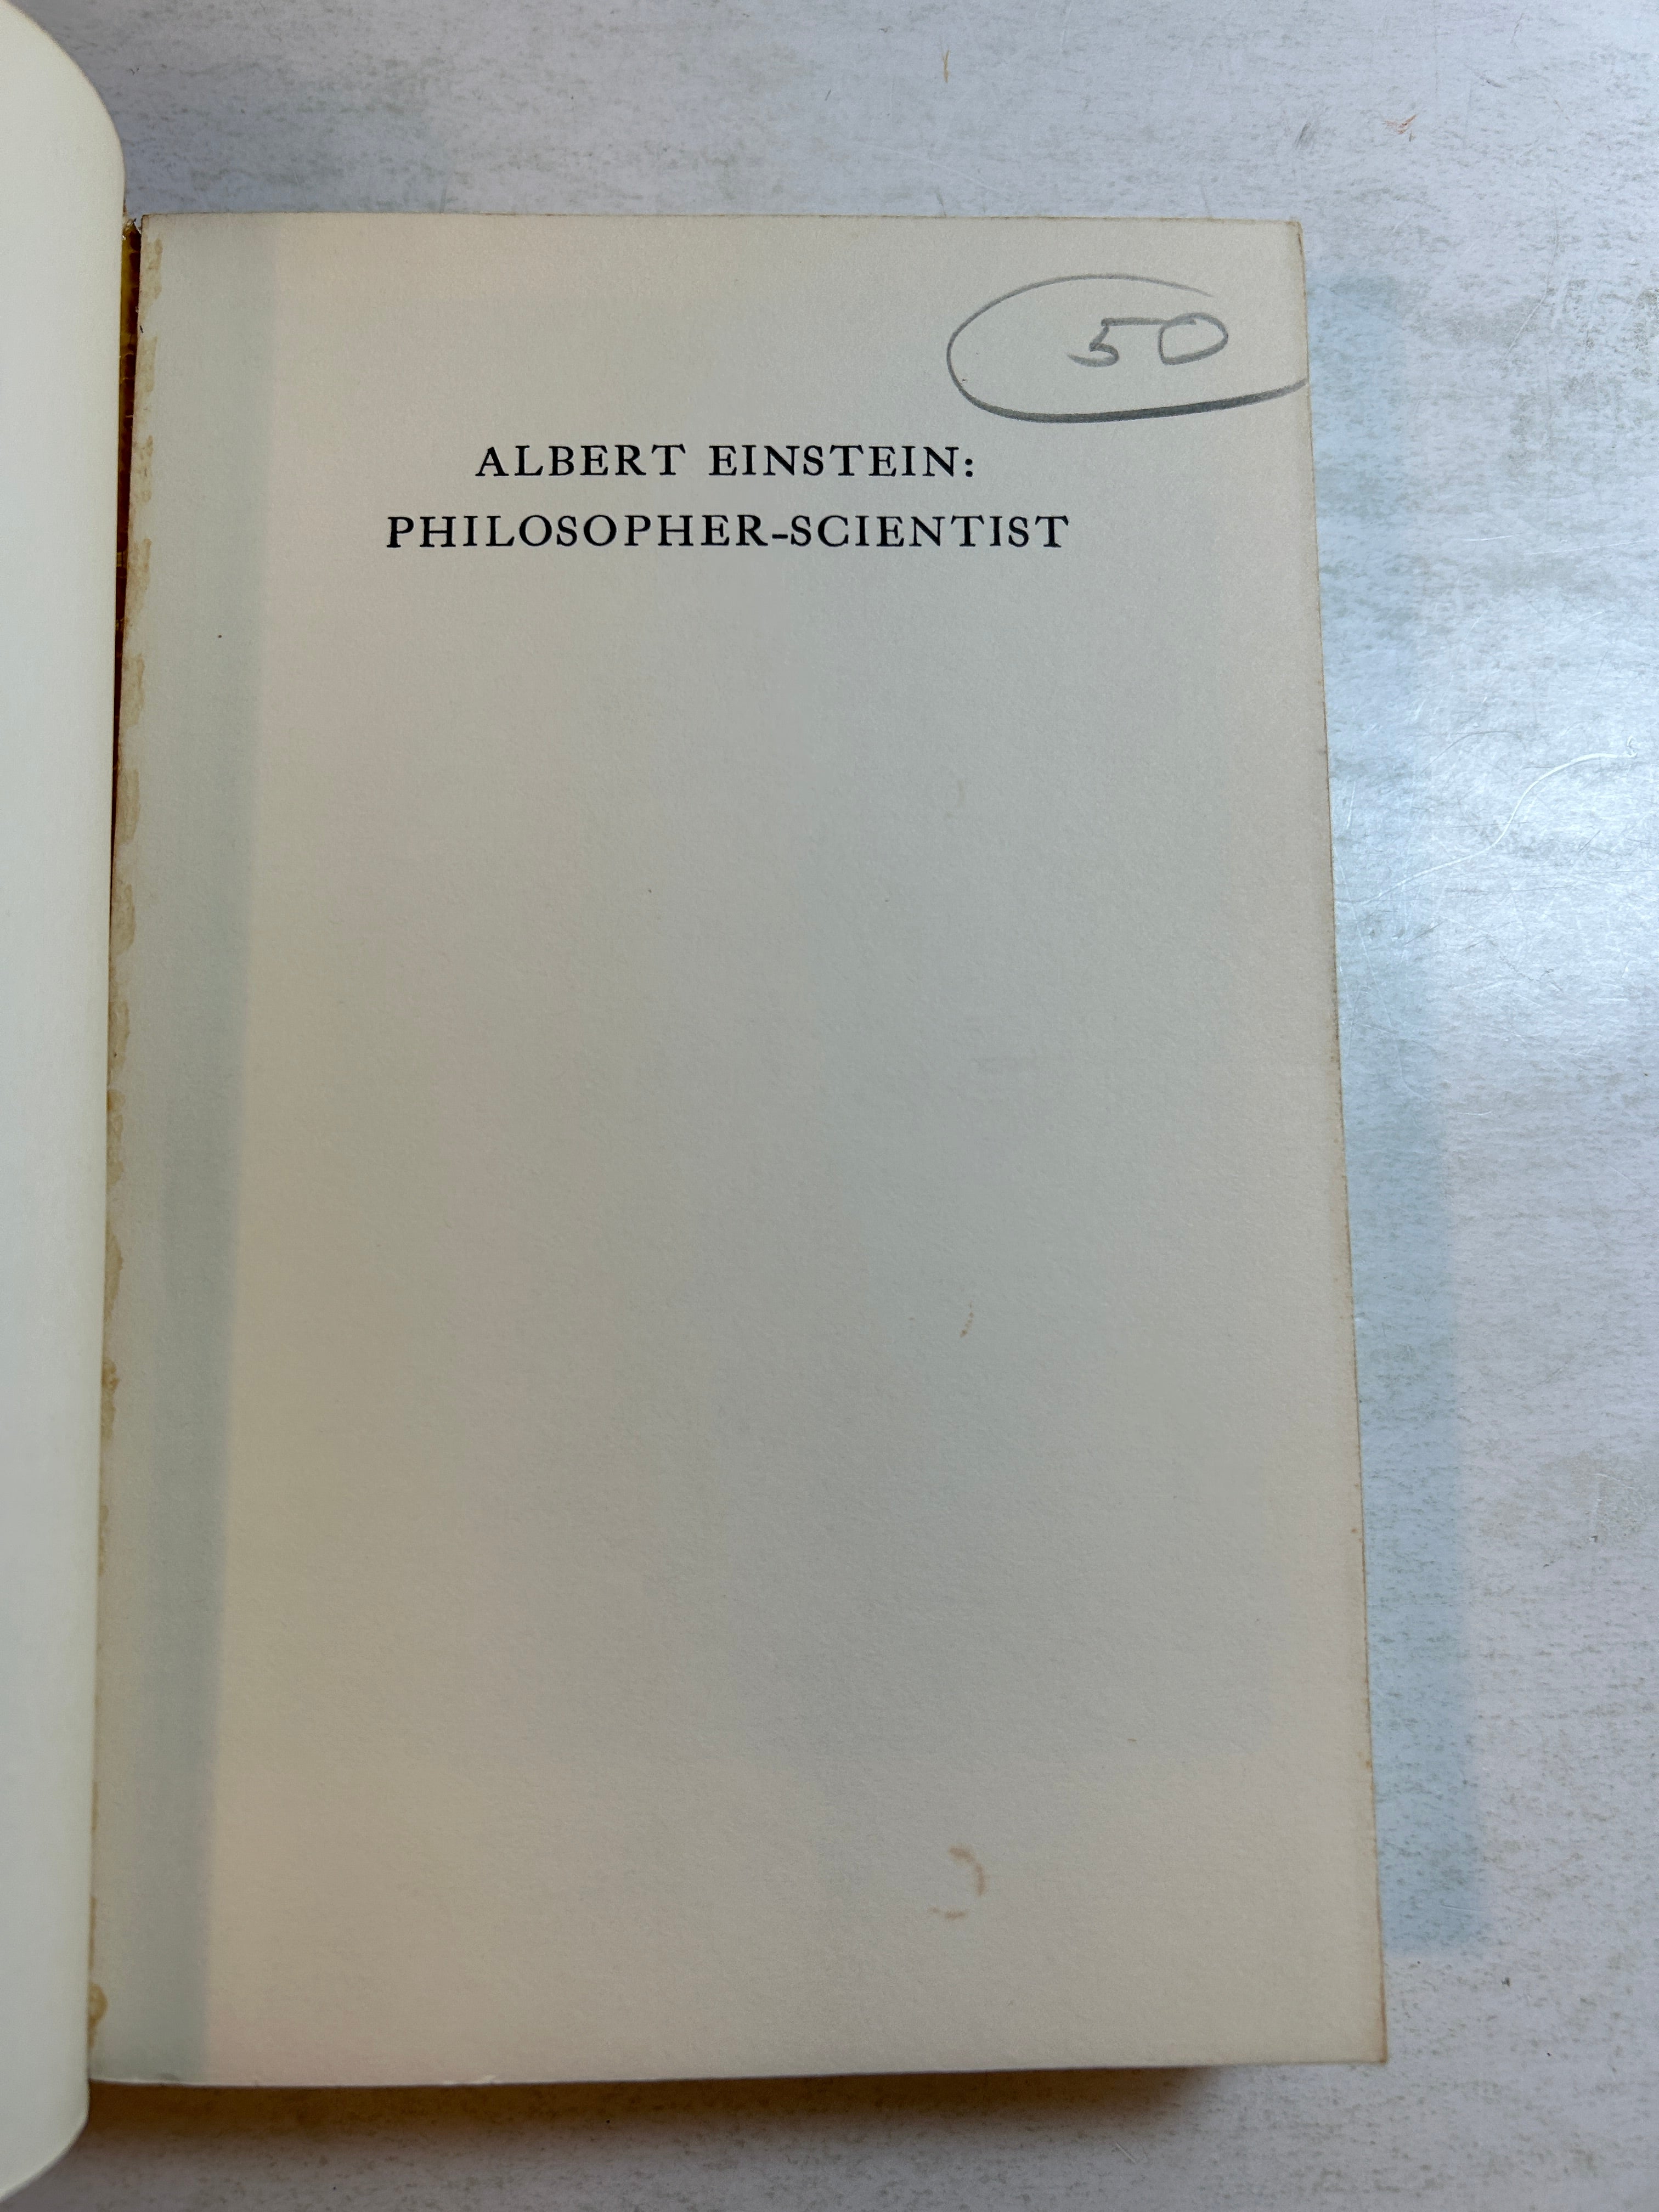 50
ALBERT EINSTEIN:
PHILOSOPHER-SCIENTIST